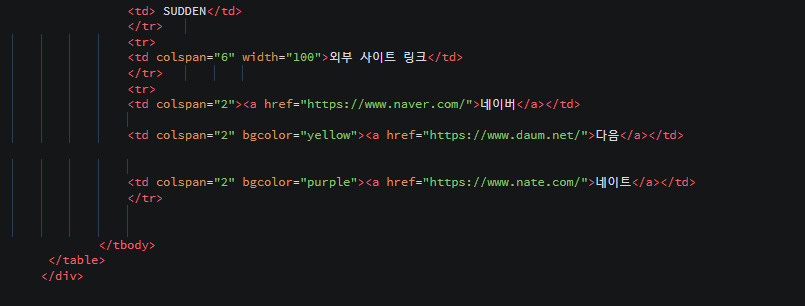 <td> SUDDEN</td>
</tr>
<tr>
<td colspan="6" width="100">외부 사이트 링크</td>
</tr>
<tr>
<td colspan="2"><a href="https://www.naver.com/">네이버</a></td>
<td colspan="2" bgcolor="yellow"><a href="https://www.daum.net/">다음</a></td>
<td colspan="2" bgcolor="purple"><a href="https://www.nate.com/">네이트</a></td>
</tr>
</tbody>
</table>
</div>